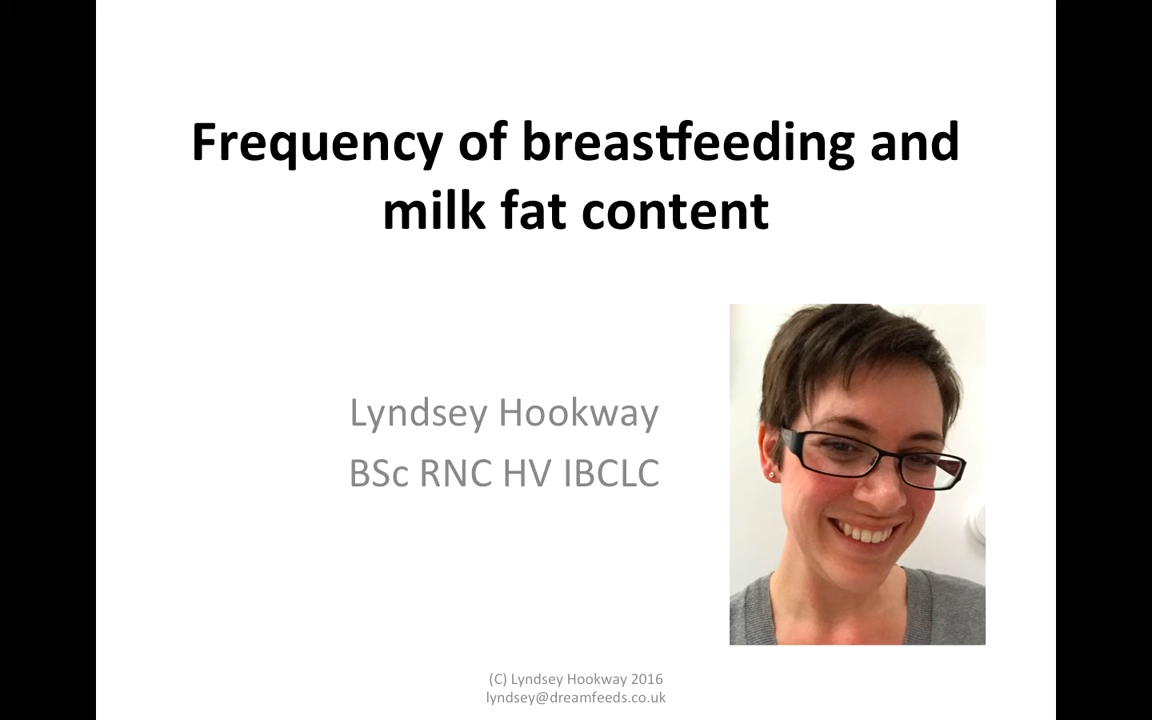 Frequency of breastfeeding and
milk fat content
Lyndsey Hookway
BSc RNC HV IBCLC
(C) Lyndsey Hookway 2016
lyndsey@dreamfeeds.co.uk